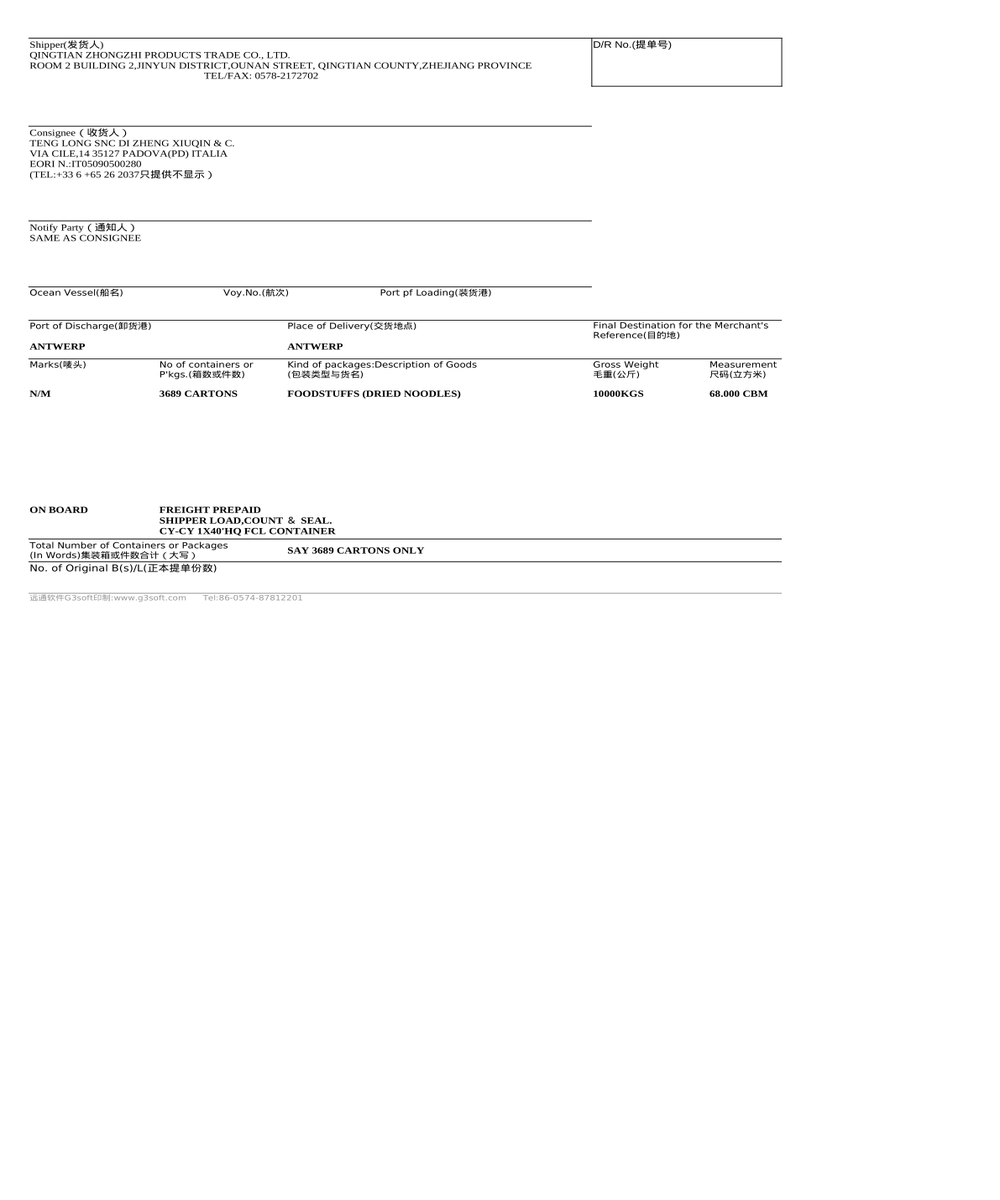 Shipper(发货人)
D/R No.(提单号)
QINGTIAN ZHONGZHI PRODUCTS TRADE CO., LTD.
ROOM 2 BUILDING 2,JINYUN DISTRICT,OUNAN STREET, QINGTIAN COUNTY,ZHEJIANG PROVINCE
TEL/FAX: 0578-2172702
Consignee（收货人）
TENG LONG SNC DI ZHENG XIUQIN & C.
VIA CILE,14 35127 PADOVA(PD) ITALIA
EORI N.:IT05090500280
(TEL:+33 6 +65 26 2037只提供不显示）
Notify Party（通知人）
SAME AS CONSIGNEE
Ocean Vessel(船名) Voy.No.(航次) Port pf Loading(装货港)
Port of Discharge(卸货港) Place of Delivery(交货地点) Final Destination for the Merchant's
Reference(目的地)
ANTWERP ANTWERP
Marks(唛头) No of containers or Kind of packages:Description of Goods Gross Weight Measurement
P'kgs.(箱数或件数) (包装类型与货名) 毛重(公斤) 尺码(立方米)
N/M 3689 CARTONS FOODSTUFFS (DRIED NOODLES) 10000KGS 68.000 CBM
ON BOARD FREIGHT PREPAID
SHIPPER LOAD,COUNT ＆ SEAL.
CY-CY 1X40'HQ FCL CONTAINER
Total Number of Containers or Packages
(In Words)集装箱或件数合计（大写） SAY 3689 CARTONS ONLY
No. of Original B(s)/L(正本提单份数)
远通软件G3soft印制:www.g3soft.com Tel:86-0574-87812201